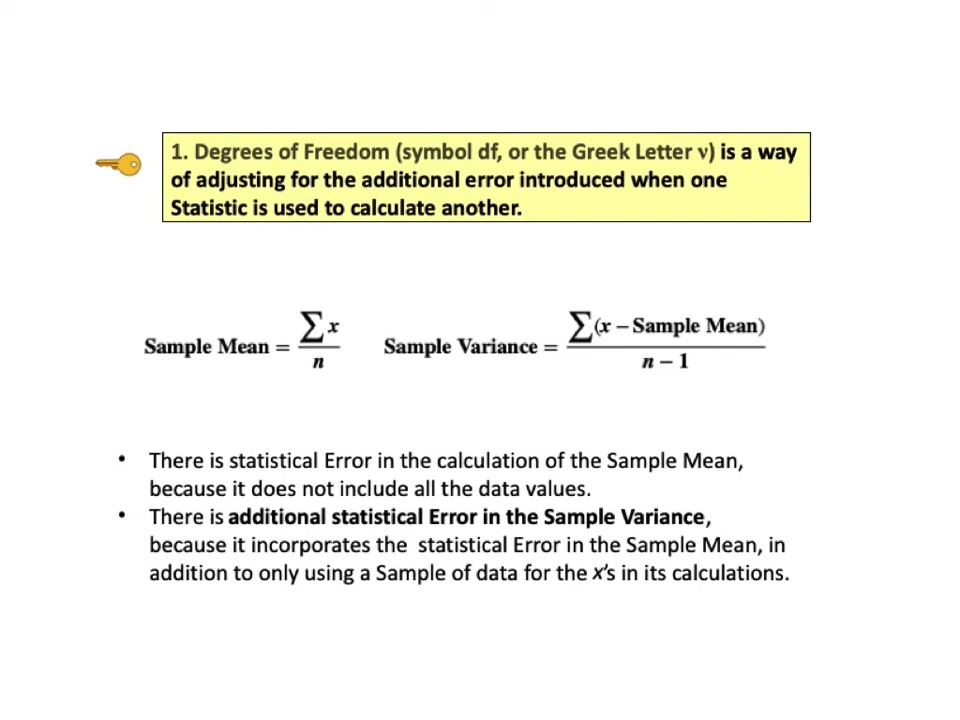 1. Degrees of Freedom (symbol df, or the Greek Letter ν) is a way
of adjusting for the additional error introduced when one
Statistic is used to calculate another.
Sample Mean = ∑x / n
Sample Variance = ∑(x – Sample Mean) / n – 1
• There is statistical Error in the calculation of the Sample Mean,
because it does not include all the data values.
• There is additional statistical Error in the Sample Variance,
because it incorporates the statistical Error in the Sample Mean, in
addition to only using a Sample of data for the x's in its calculations.